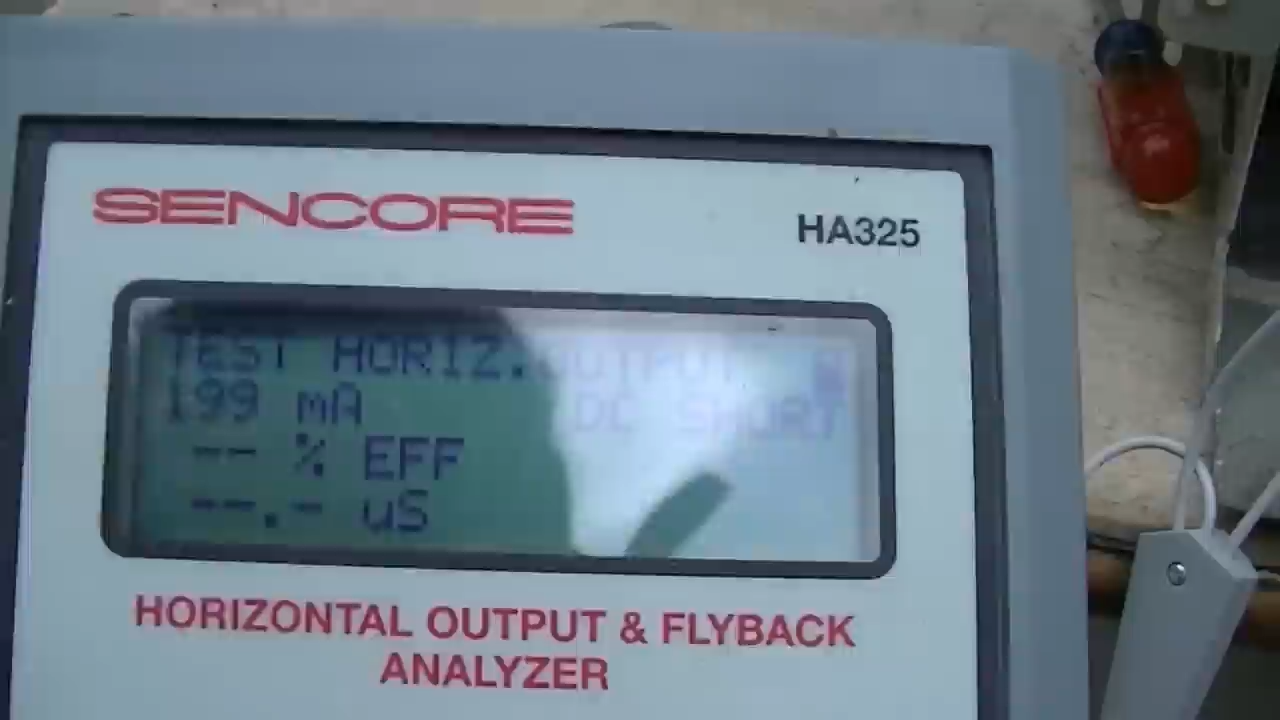 SENCORE
HA325
TEST HORIZ.OUTPUT
199 mA DC SHORT
-- % EFF
--.- uS
HORIZONTAL OUTPUT & FLYBACK
ANALYZER